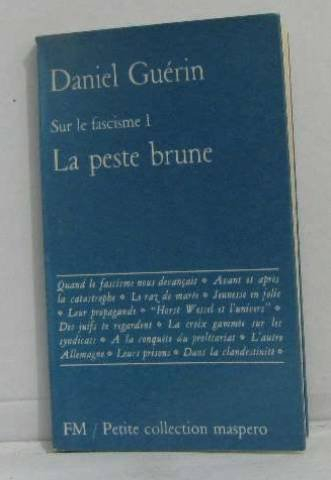 Daniel Guérin
Sur le fascisme 1
La peste brune
Quand le fascisme nous devançait • Avant et après
la catastrophe • Le raz de marée • Jeunesse en folie
• Leur propagande • "Horst Wessel et l'univers" •
Des juifs te regardent • La croix gammée sur les
syndicats • A la conquête du prolétariat • L'autre
Allemagne • Leurs prisons • Dans la clandestinité •
FM / Petite collection maspero